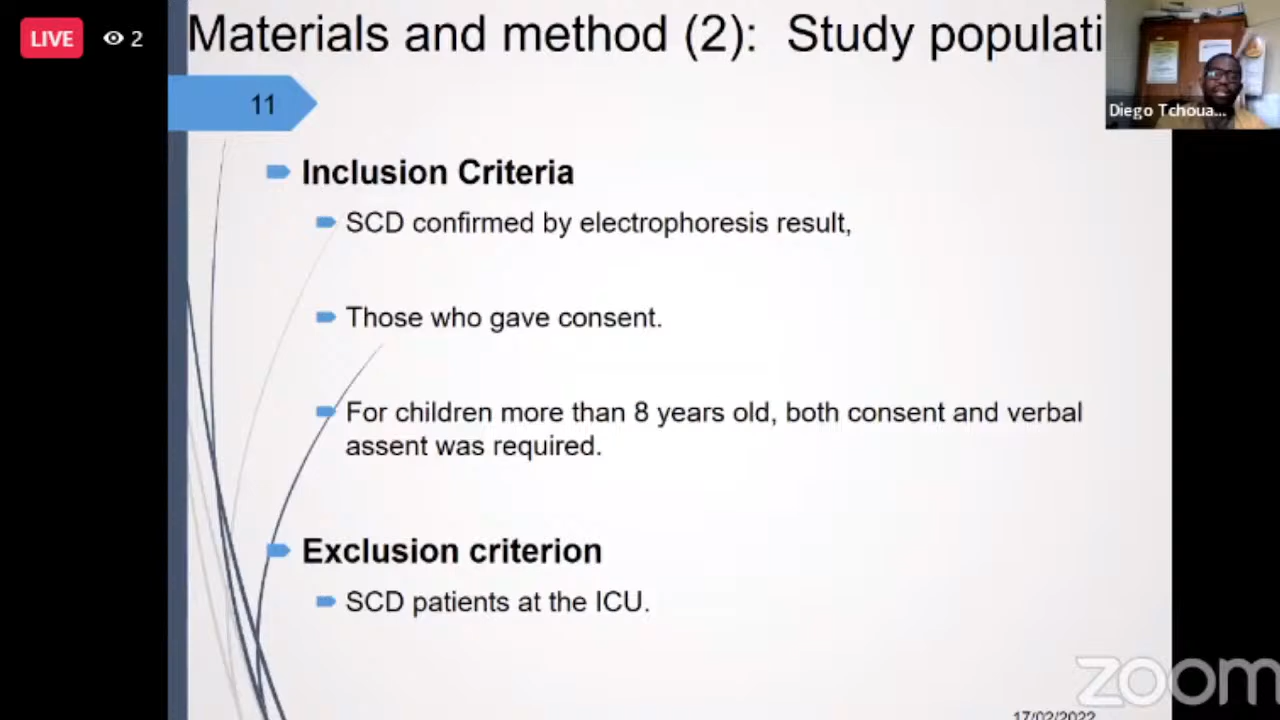 LIVE
2
Materials and method (2): Study populati
11
Diego Tchoua...
Inclusion Criteria
SCD confirmed by electrophoresis result,
Those who gave consent.
For children more than 8 years old, both consent and verbal
assent was required.
Exclusion criterion
SCD patients at the ICU.
zoom
17/02/2022